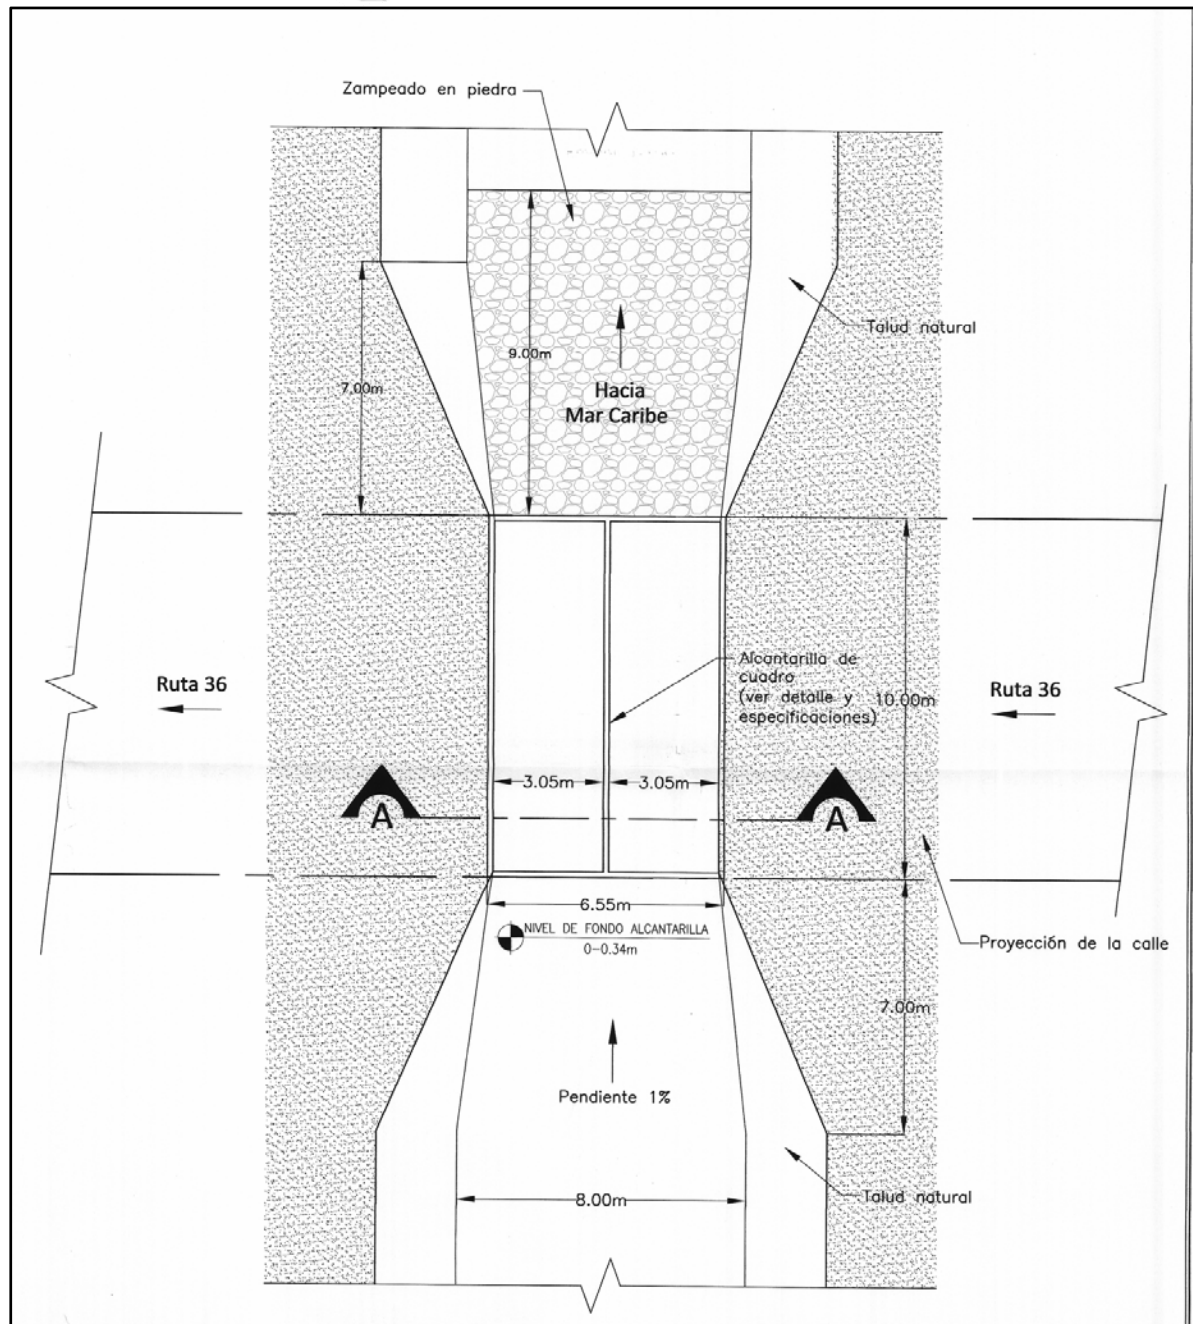 Zampeado en piedra
Talud natural
9.00m
7.00m
Hacia
Mar Caribe
Ruta 36
Alcantarilla de
cuadro
(ver detalle y
especificaciones)
10.00m
Ruta 36
3.05m
3.05m
A
A
6.55m
NIVEL DE FONDO ALCANTARILLA
0-0.34m
Proyección de la calle
7.00m
Pendiente 1%
Talud natural
8.00m